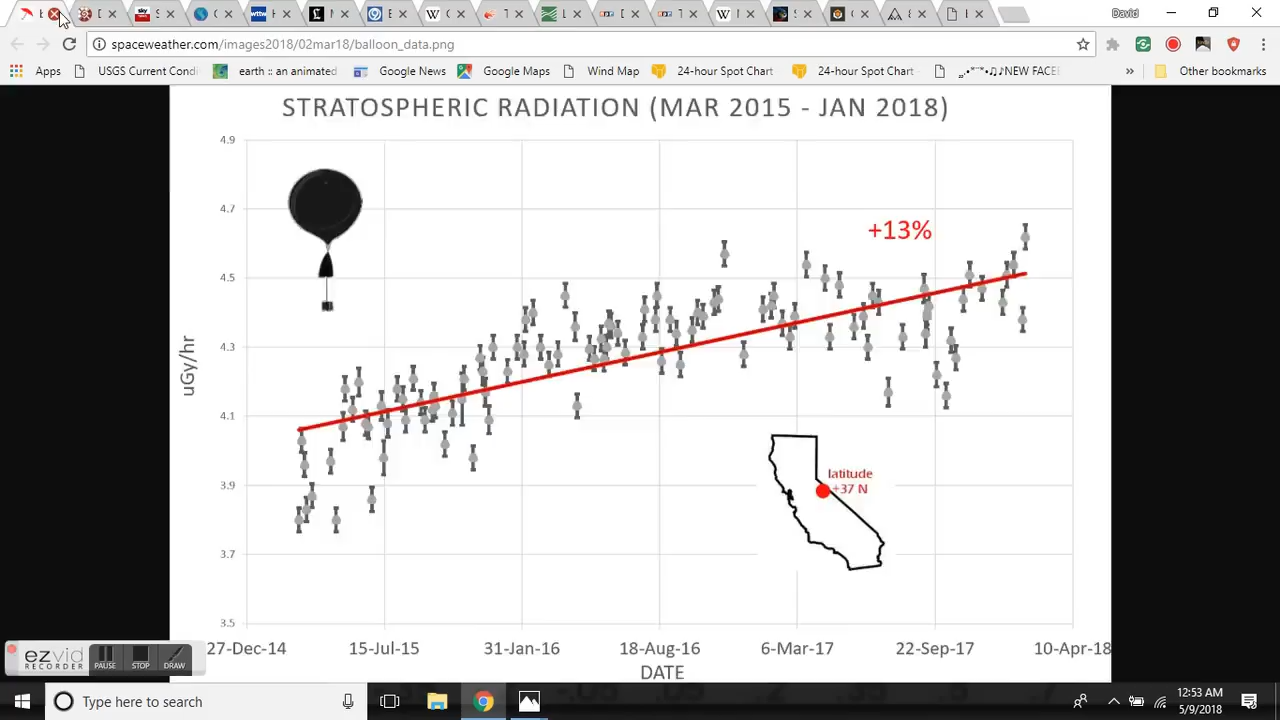 David
spaceweather.com/images2018/02mar18/balloon_data.png
Apps USGS Current Condi earth :: an animated Google News Google Maps Wind Map 24-hour Spot Chart 24-hour Spot Chart NEW FACE » Other bookmarks
STRATOSPHERIC RADIATION (MAR 2015 - JAN 2018)
4.9
4.7
+13%
4.5
4.3
uGy/hr
4.1
latitude
+37 N
3.9
3.7
3.5
27-Dec-14 15-Jul-15 31-Jan-16 18-Aug-16 6-Mar-17 22-Sep-17 10-Apr-18
DATE
ezvid
RECORDER
PAUSE STOP DRAW
Type here to search
12:53 AM
5/9/2018